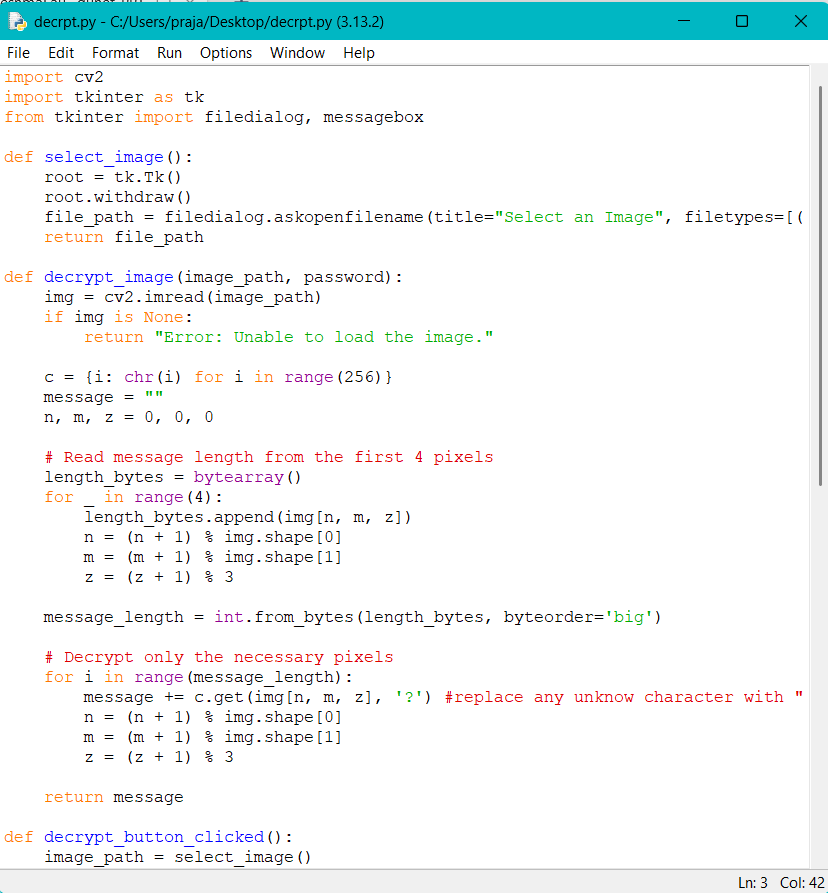 decrpt.py - C:/Users/praja/Desktop/decrpt.py (3.13.2)
File Edit Format Run Options Window Help
import cv2
import tkinter as tk
from tkinter import filedialog, messagebox

def select_image():
    root = tk.Tk()
    root.withdraw()
    file_path = filedialog.askopenfilename(title="Select an Image", filetypes=[(
    return file_path

def decrypt_image(image_path, password):
    img = cv2.imread(image_path)
    if img is None:
        return "Error: Unable to load the image."

    c = {i: chr(i) for i in range(256)}
    message = ""
    n, m, z = 0, 0, 0

    # Read message length from the first 4 pixels
    length_bytes = bytearray()
    for _ in range(4):
        length_bytes.append(img[n, m, z])
        n = (n + 1) % img.shape[0]
        m = (m + 1) % img.shape[1]
        z = (z + 1) % 3

    message_length = int.from_bytes(length_bytes, byteorder='big')

    # Decrypt only the necessary pixels
    for i in range(message_length):
        message += c.get(img[n, m, z], '?') #replace any unknow character with "
        n = (n + 1) % img.shape[0]
        m = (m + 1) % img.shape[1]
        z = (z + 1) % 3

    return message

def decrypt_button_clicked():
    image_path = select_image()
Ln: 3 Col: 42